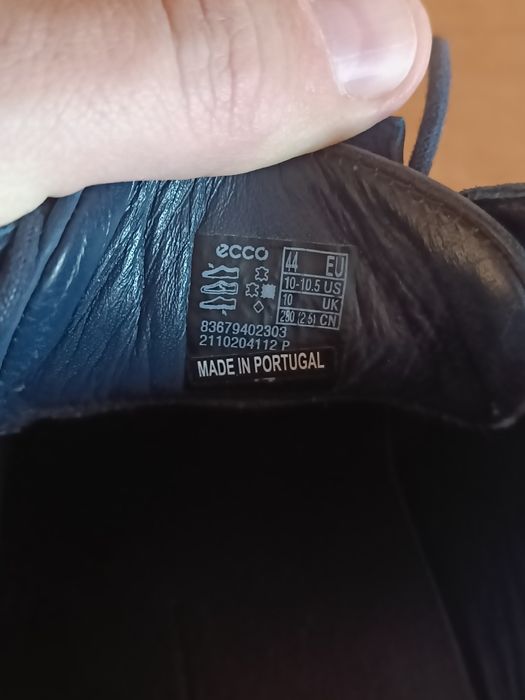 ecco
44 EU
10-10.5 US
10 UK
280 (2.5) CN
83679402303
2110204112 P
MADE IN PORTUGAL